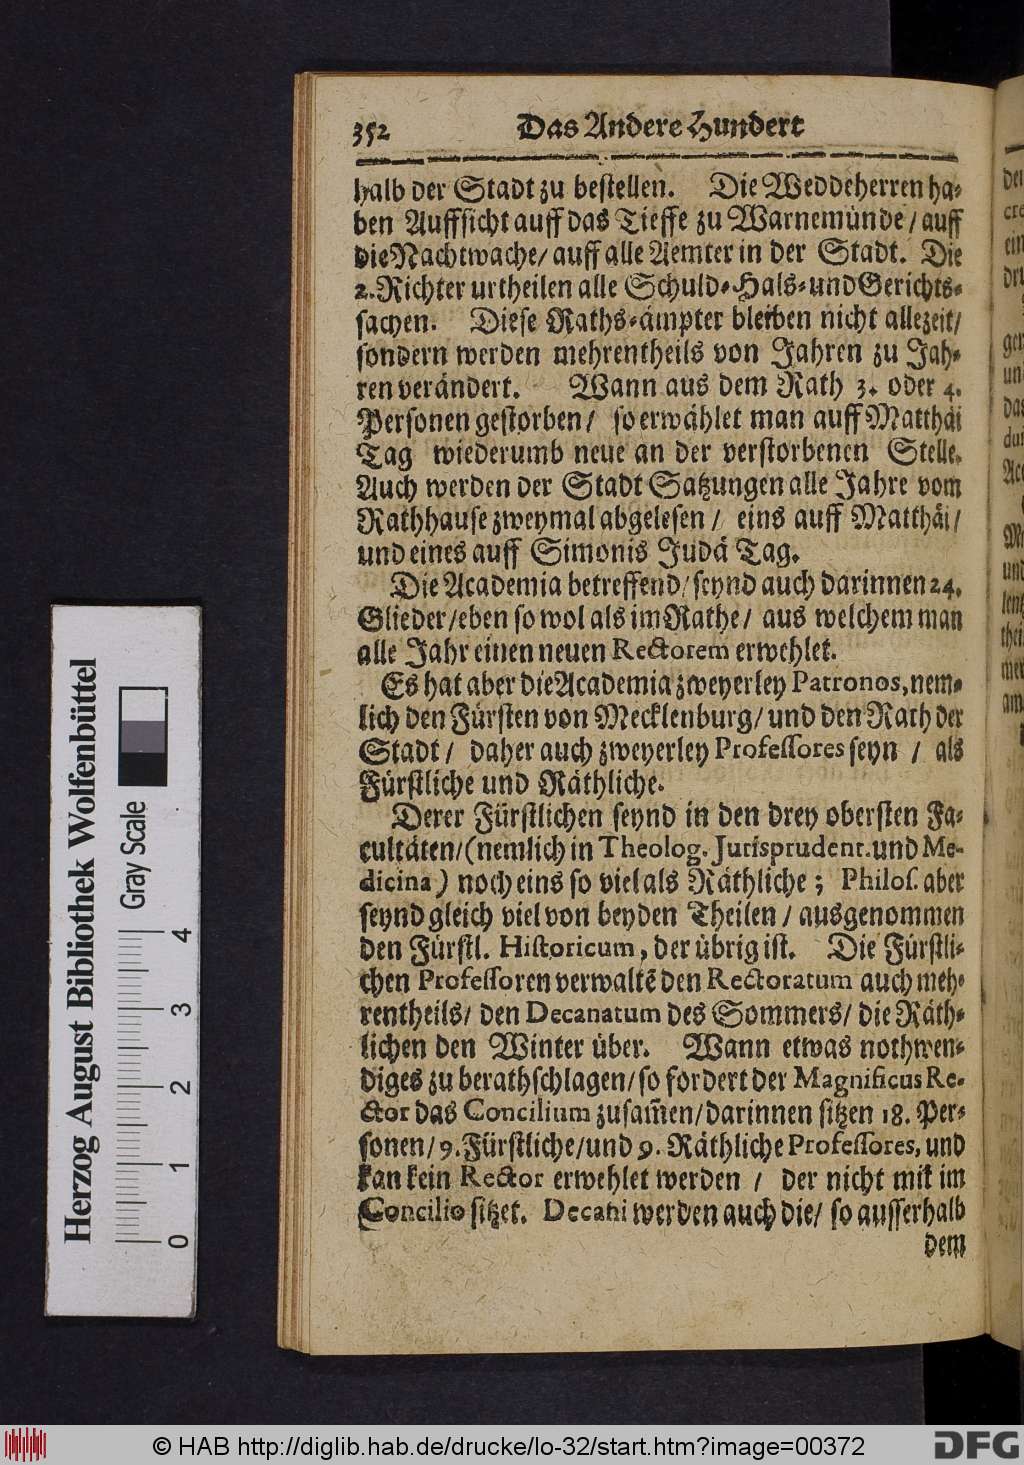 352 Das Andere Hundert
halb der Stadt zu bestellen. Die Weddeherren ha-
ben Auffsicht auff das Tieffe zu Warnemünde/ auff
die Nachtwache/ auff alle Aemter in der Stadt. Die
2. Richter urtheilen alle Schuld-Hals-und Gerichts-
sachen. Diese Raths-ämpter bleiben nicht allezeit/
sondern werden mehrentheils von Jahren zu Jah-
ren verändert. Wann aus dem Rath 3. oder 4.
Personen gestorben/ so erwählet man auff Matthäi
Tag wiederumb neue an der verstorbenen Stelle.
Auch werden der Stadt Satzungen alle Jahre vom
Rathhause zweymal abgelesen/ eins auff Matthäi/
und eines auff Simonis Judä Tag.
Die Academia betreffend/ seynd auch darinnen 24.
Glieder/ eben so wol als im Rathe/ aus welchem man
alle Jahr einen neuen Rectorem erwehlet.
Es hat aber die Academia zweyerley Patronos, nem-
lich den Fürsten von Mecklenburg/ und den Rath der
Stadt/ daher auch zweyerley Professores seyn/ als
Fürstliche und Räthliche.
Derer Fürstlichen seynd in den drey obersten Fa-
cultäten/ (nemlich in Theolog. Jurisprudent. und Me-
dicina) noch eins so viel als Räthliche; Philos. aber
seynd gleich viel von beyden Theilen/ ausgenommen
den Fürstl. Historicum, der übrig ist. Die Fürstli-
chen Professoren verwaltē den Rectoratum auch meh-
rentheils/ den Decanatum des Sommers/ die Räth-
lichen den Winter über. Wann etwas nothwen-
diges zu berathschlagen/ so fordert der Magnificus Re-
ctor das Concilium zusam̄en/ darinnen sitzen 18. Per-
sonen/ 9. Fürstliche/ und 9. Räthliche Professores, und
kan kein Rector erwehlet werden/ der nicht mit im
Concilio sitzet. Decani werden auch die/ so ausserhalb
dem
Herzog August Bibliothek Wolfenbüttel
Gray Scale
0 1 2 3 4
© HAB http://diglib.hab.de/drucke/lo-32/start.htm?image=00372
DFG